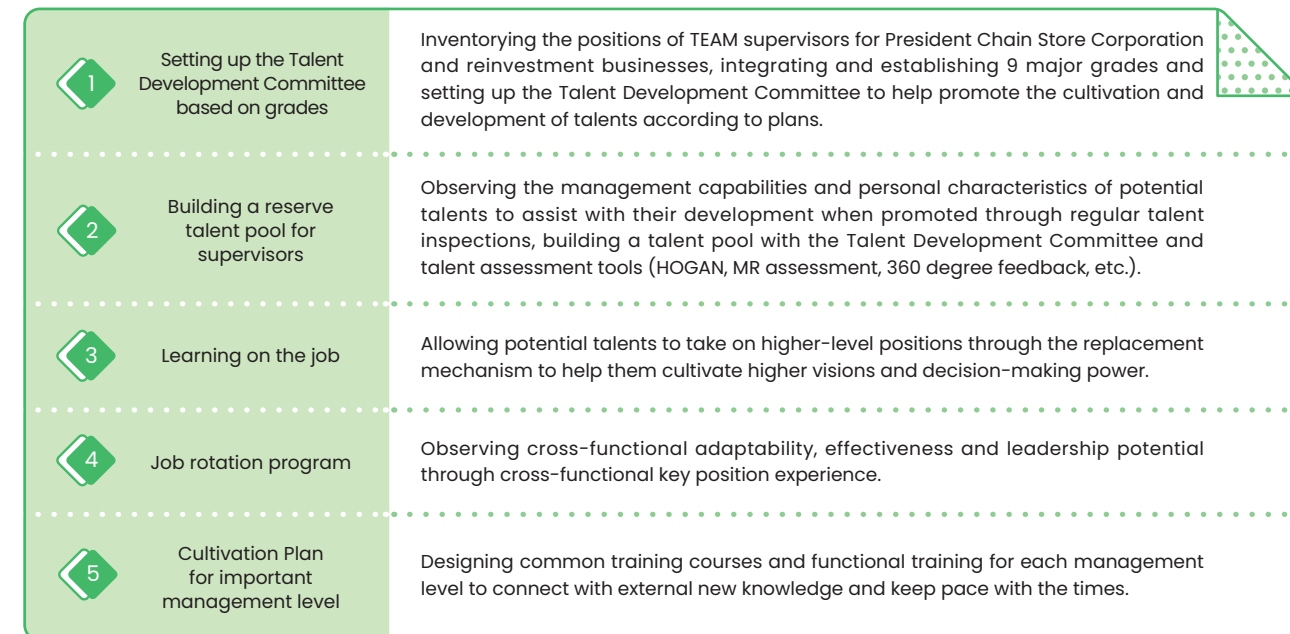 1
Setting up the Talent
Development Committee
based on grades
Inventorying the positions of TEAM supervisors for President Chain Store Corporation
and reinvestment businesses, integrating and establishing 9 major grades and
setting up the Talent Development Committee to help promote the cultivation and
development of talents according to plans.
2
Building a reserve
talent pool for
supervisors
Observing the management capabilities and personal characteristics of potential
talents to assist with their development when promoted through regular talent
inspections, building a talent pool with the Talent Development Committee and
talent assessment tools (HOGAN, MR assessment, 360 degree feedback, etc.).
3
Learning on the job
Allowing potential talents to take on higher-level positions through the replacement
mechanism to help them cultivate higher visions and decision-making power.
4
Job rotation program
Observing cross-functional adaptability, effectiveness and leadership potential
through cross-functional key position experience.
5
Cultivation Plan
for important
management level
Designing common training courses and functional training for each management
level to connect with external new knowledge and keep pace with the times.